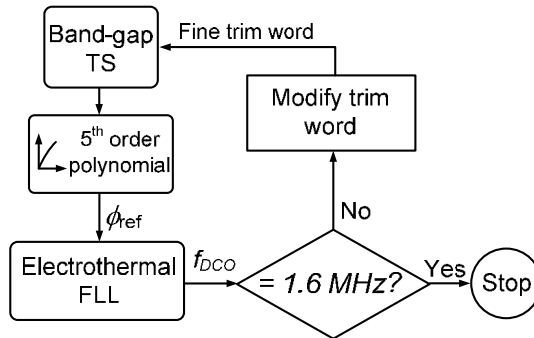 Band-gap
TS
Fine trim word
Modify trim
word
5th order
polynomial
ϕref
No
Electrothermal
FLL
fDCO
= 1.6 MHz?
Yes
Stop